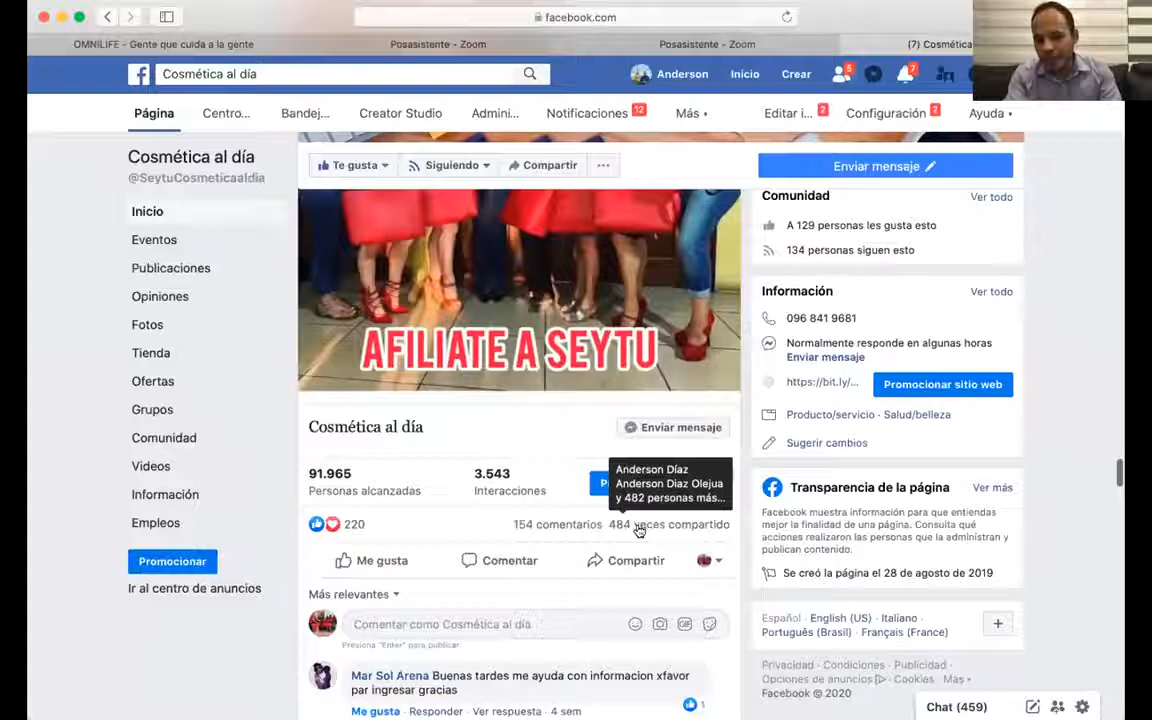 facebook.com
OMNILIFE - Gente que cuida a la gente
Posasistente - Zoom
Posasistente - Zoom
(7) Cosmética
Cosmética al día
Anderson
Inicio
Crear
5
7
Página
Centro...
Bandej...
Creator Studio
Admini...
Notificaciones 12
Más
Editar i... 2
Configuración 2
Ayuda
Cosmética al día
@SeytuCosmeticaaldia
Inicio
Eventos
Publicaciones
Opiniones
Fotos
Tienda
Ofertas
Grupos
Comunidad
Videos
Información
Empleos
Promocionar
Ir al centro de anuncios
Te gusta
Siguiendo
Compartir
Enviar mensaje
AFILIATE A SEYTU
Cosmética al día
Enviar mensaje
91.965
Personas alcanzadas
3.543
Interacciones
Anderson Díaz
Anderson Diaz Olejua
y 482 personas más...
220
154 comentarios
484 veces compartido
Me gusta
Comentar
Compartir
Más relevantes
Comentar como Cosmética al día
GIF
Presiona "Enter" para publicar.
Mar Sol Arena Buenas tardes me ayuda con informacion xfavor
par ingresar gracias
1
Me gusta · Responder · Ver respuesta · 4 sem
Comunidad
Ver todo
A 129 personas les gusta esto
134 personas siguen esto
Información
Ver todo
096 841 9681
Normalmente responde en algunas horas
Enviar mensaje
https://bit.ly/...
Promocionar sitio web
Producto/servicio · Salud/belleza
Sugerir cambios
Transparencia de la página
Ver más
Facebook muestra información para que entiendas
mejor la finalidad de una página. Consulta qué
acciones realizaron las personas que la administran y
publican contenido.
Se creó la página el 28 de agosto de 2019
Español · English (US) · Italiano ·
Português (Brasil) · Français (France)
Privacidad · Condiciones · Publicidad ·
Opciones de anuncios · Cookies · Más
Facebook © 2020
Chat (459)